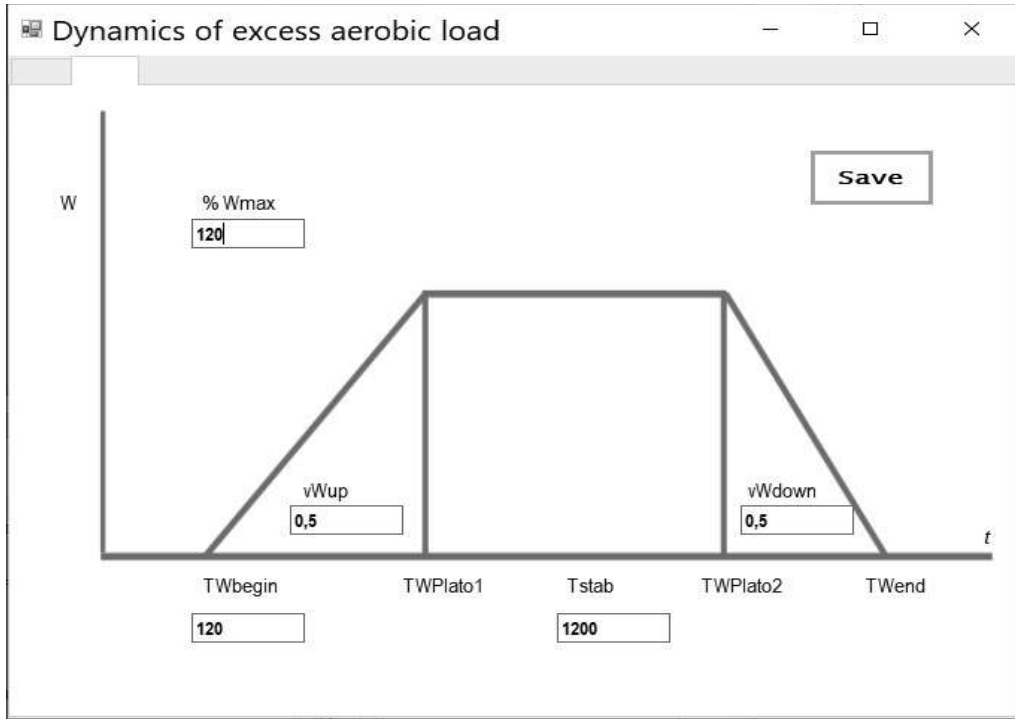 Dynamics of excess aerobic load
Save
W
% Wmax
120
vWup
0,5
vWdown
0,5
t
TWbegin
TWPlato1
Tstab
TWPlato2
TWend
120
1200